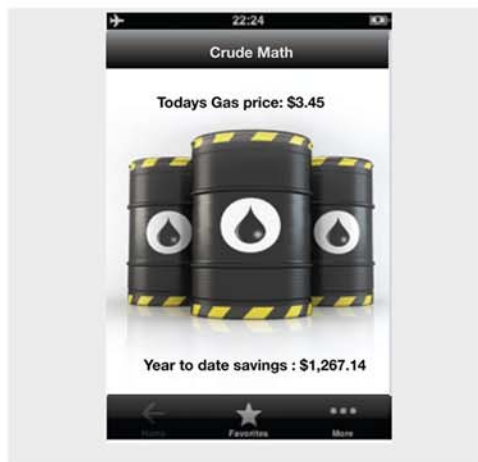 22:24
Crude Math
Todays Gas price: $3.45
Year to date savings : $1,267.14
Home Favorites More